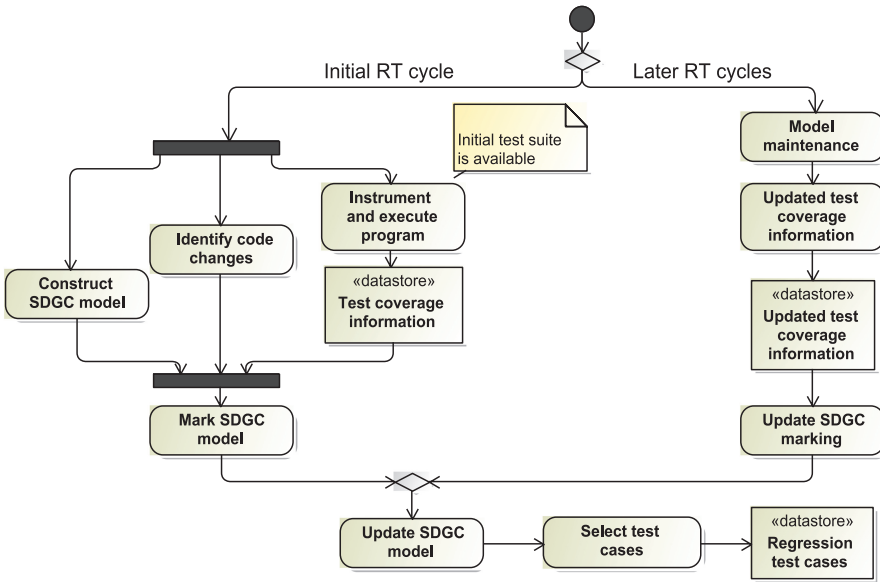 Initial RT cycle
Later RT cycles
Initial test suite
is available
Model
maintenance
Instrument
and execute
program
Updated test
coverage
information
Identify code
changes
Construct
SDGC model
«datastore»
Test coverage
information
«datastore»
Updated test
coverage
information
Mark SDGC
model
Update SDGC
marking
Update SDGC
model
Select test
cases
«datastore»
Regression
test cases